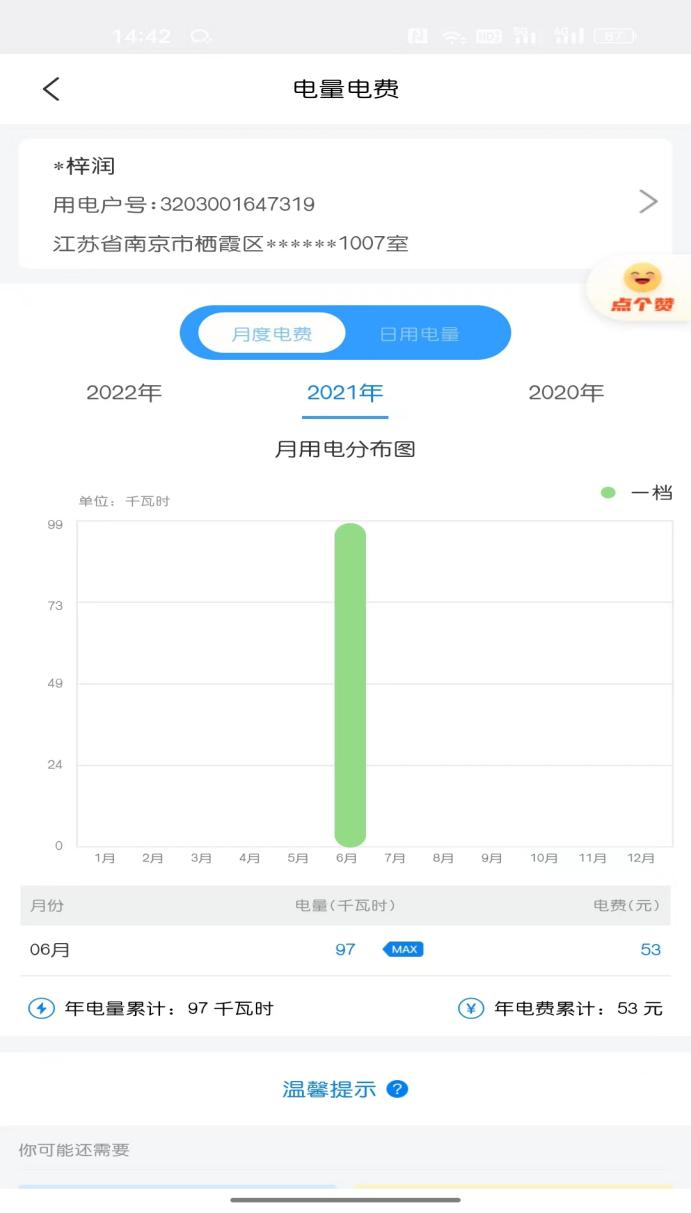 14:42
电量电费
*梓润
用电户号:3203001647319
江苏省南京市栖霞区******1007室
点个赞
月度电费 日用电量
2022年 2021年 2020年
月用电分布图
单位：千瓦时 一档
99
73
49
24
0
1月 2月 3月 4月 5月 6月 7月 8月 9月 10月 11月 12月
月份 电量(千瓦时) 电费(元)
06月 97 MAX 53
年电量累计：97 千瓦时 ¥ 年电费累计：53 元
温馨提示 ?
你可能还需要